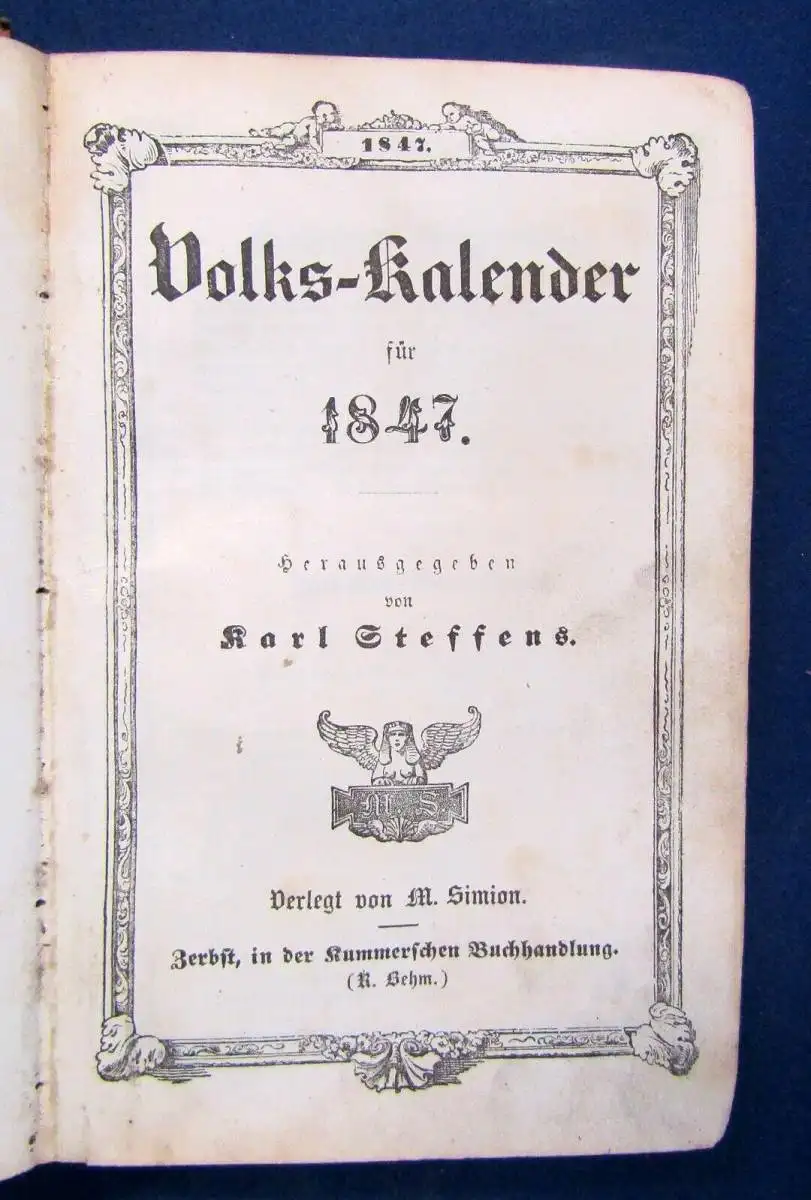 1847.
Volks-Kalender
für
1847.
Herausgegeben
von
Karl Steffens.
M S
Verlegt von M. Simion.
Zerbst, in der Kummerschen Buchhandlung.
(R. Behm.)